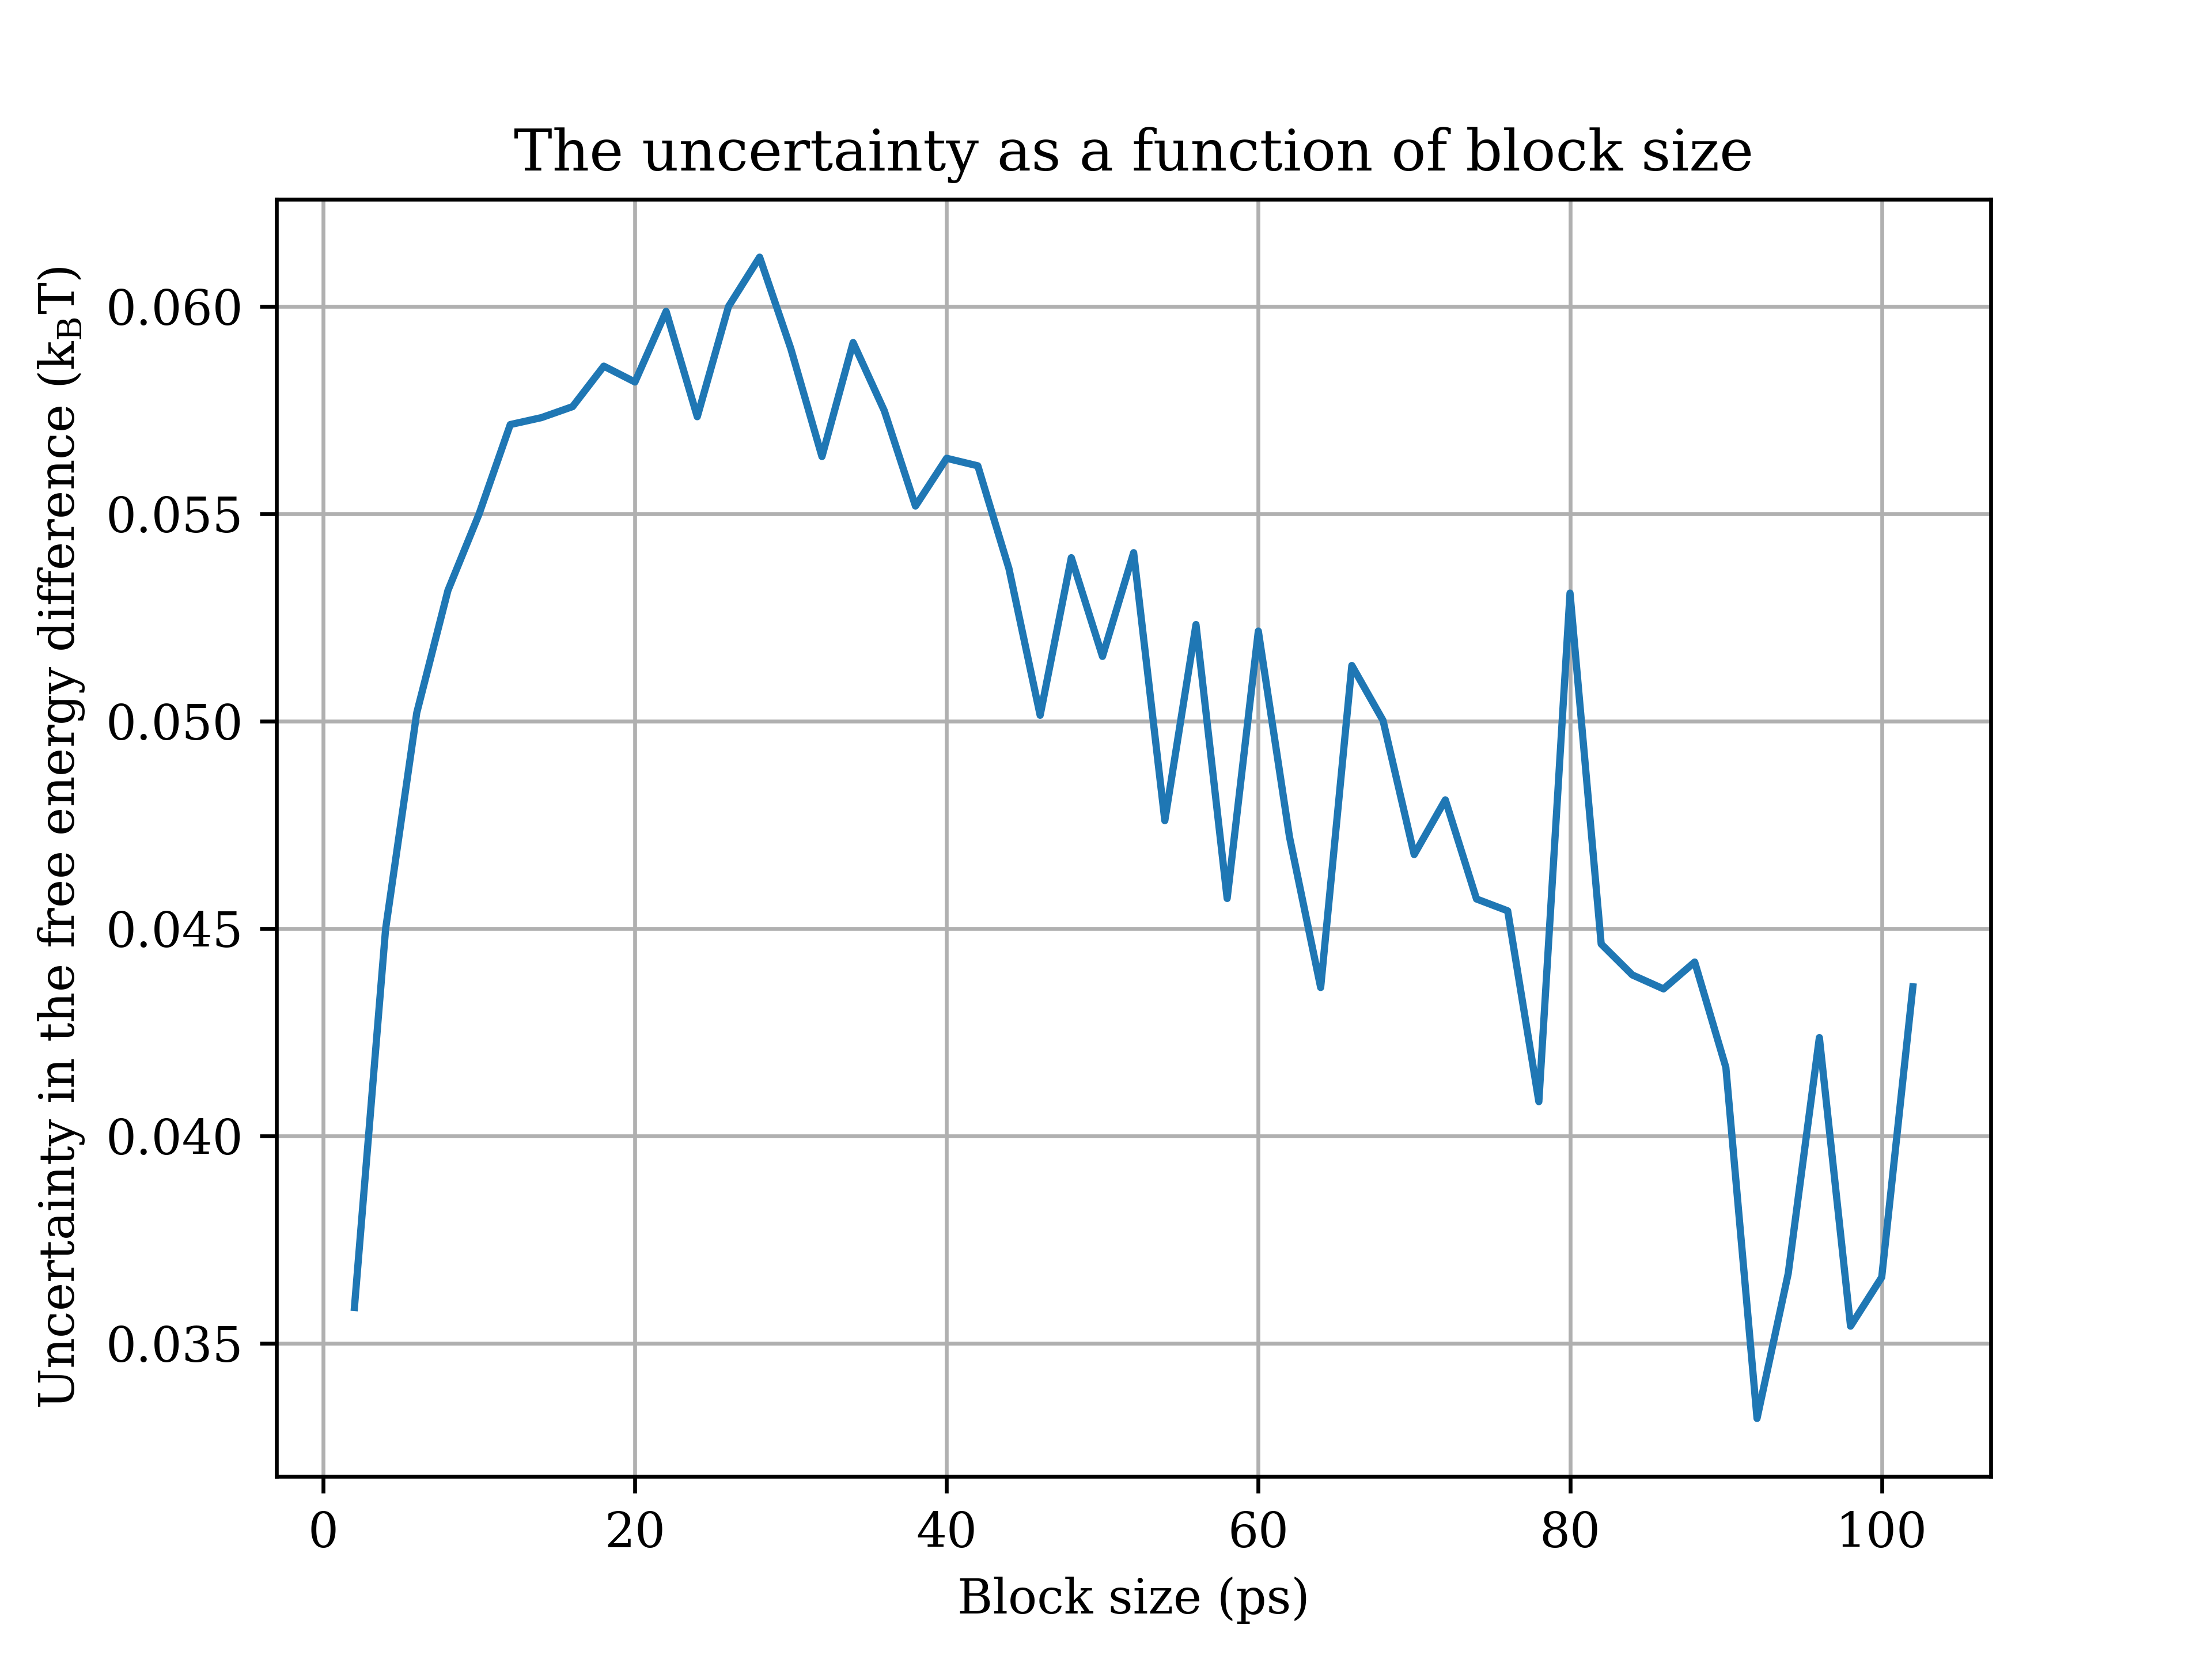 The uncertainty as a function of block size
Uncertainty in the free energy difference (k_BT)
0.060
0.055
0.050
0.045
0.040
0.035
0 20 40 60 80 100
Block size (ps)